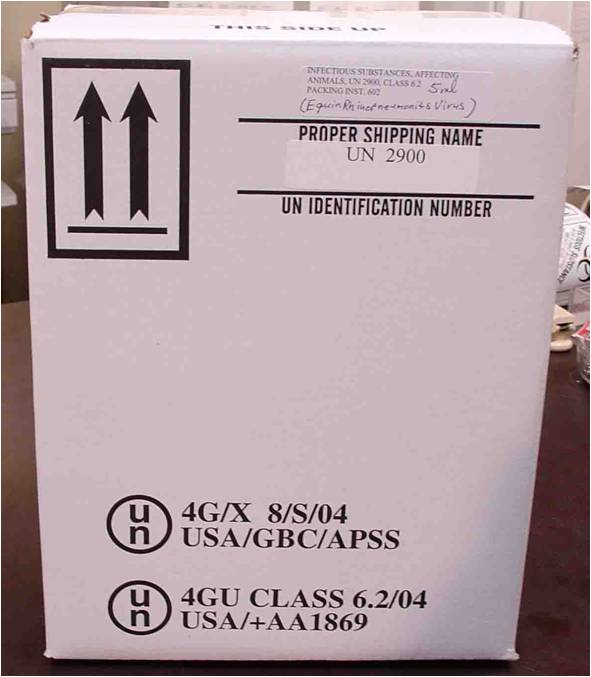 THIS SIDE UP
INFECTIOUS SUBSTANCES, AFFECTING
ANIMALS, UN 2900, CLASS 6.2
PACKING INST. 602
5ml
(EquinRhinopneumonits Virus)
PROPER SHIPPING NAME
UN 2900
UN IDENTIFICATION NUMBER
un
4G/X 8/S/04
USA/GBC/APSS
un
4GU CLASS 6.2/04
USA/+AA1869